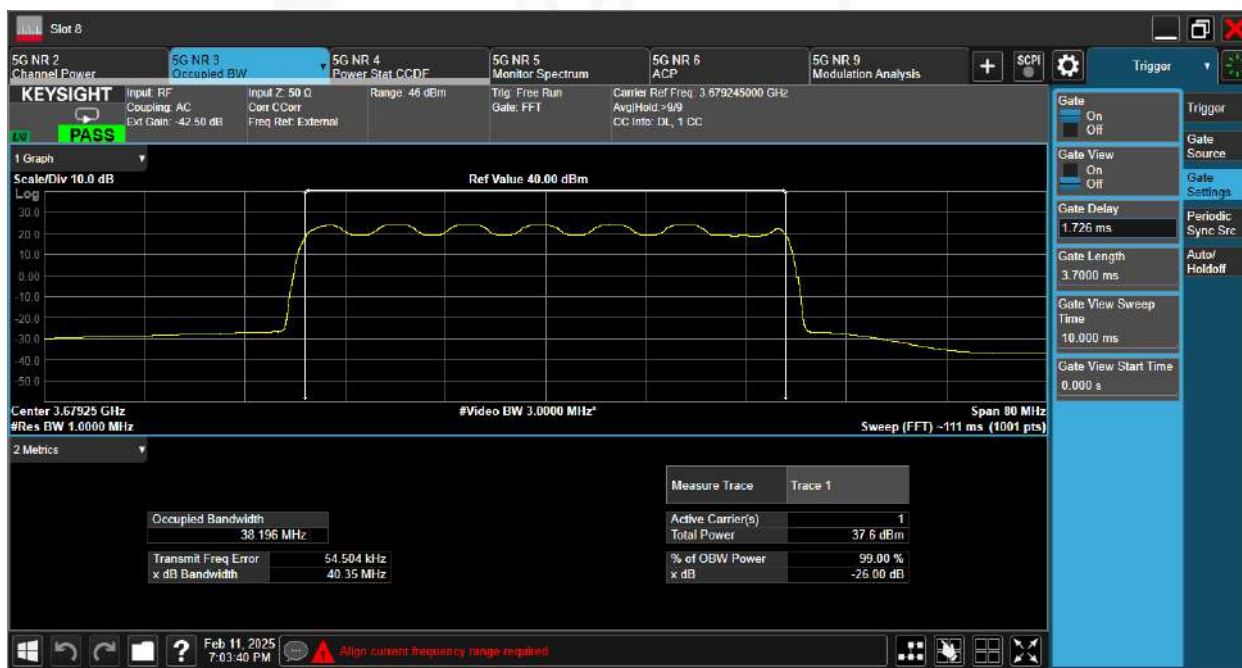 Slot 8
5G NR 2
Channel Power
5G NR 3
Occupied BW
5G NR 4
Power Stat CCDF
5G NR 5
Monitor Spectrum
5G NR 6
ACP
5G NR 9
Modulation Analysis
SCPI
Trigger
KEYSIGHT
LXI
PASS
Input: RF
Coupling: AC
Ext Gain: -42.50 dB
Input Z: 50 Ω
Corr CCorr
Freq Ref: External
Range: 46 dBm
Trig: Free Run
Gate: FFT
Carrier Ref Freq: 3.679245000 GHz
Avg|Hold:>9/9
CC Info: DL, 1 CC
1 Graph
Scale/Div 10.0 dB
Ref Value 40.00 dBm
Log
30.0
20.0
10.0
0.00
-10.0
-20.0
-30.0
-40.0
-50.0
Center 3.67925 GHz
#Video BW 3.0000 MHz*
Span 80 MHz
#Res BW 1.0000 MHz
Sweep (FFT) ~111 ms (1001 pts)
2 Metrics
Measure Trace Trace 1
Occupied Bandwidth
38.196 MHz
Active Carrier(s) 1
Total Power 37.6 dBm
Transmit Freq Error 54.504 kHz
x dB Bandwidth 40.35 MHz
% of OBW Power 99.00 %
x dB -26.00 dB
Gate
On
Off
Gate View
On
Off
Gate Delay
1.726 ms
Gate Length
3.7000 ms
Gate View Sweep
Time
10.000 ms
Gate View Start Time
0.000 s
Trigger
Gate
Source
Gate
Settings
Periodic
Sync Src
Auto/
Holdoff
?
Feb 11, 2025
7:03:40 PM
Align current frequency range required